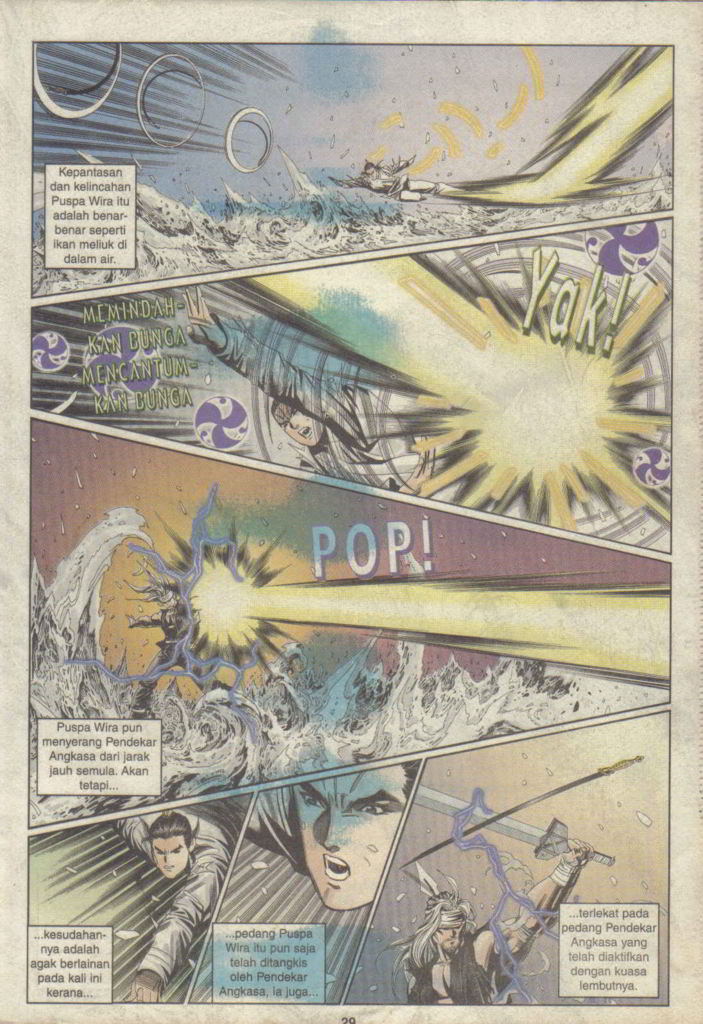 Kepantasan
dan kelincahan
Puspa Wira itu
adalah benar-
benar seperti
ikan meliuk di
dalam air.
Yak!
MEMINDAH-
KAN BUNGA
MENCANTUM-
KAN BUNGA
POP!
Puspa Wira pun
menyerang Pendekar
Angkasa dari jarak
jauh semula. Akan
tetapi...
...kesudahan-
nya adalah
agak berlainan
pada kali ini
kerana...
...pedang Puspa
Wira itu pun saja
telah ditangkis
oleh Pendekar
Angkasa, ia juga...
...terlekat pada
pedang Pendekar
Angkasa yang
telah diaktifkan
dengan kuasa
lembutnya.
29